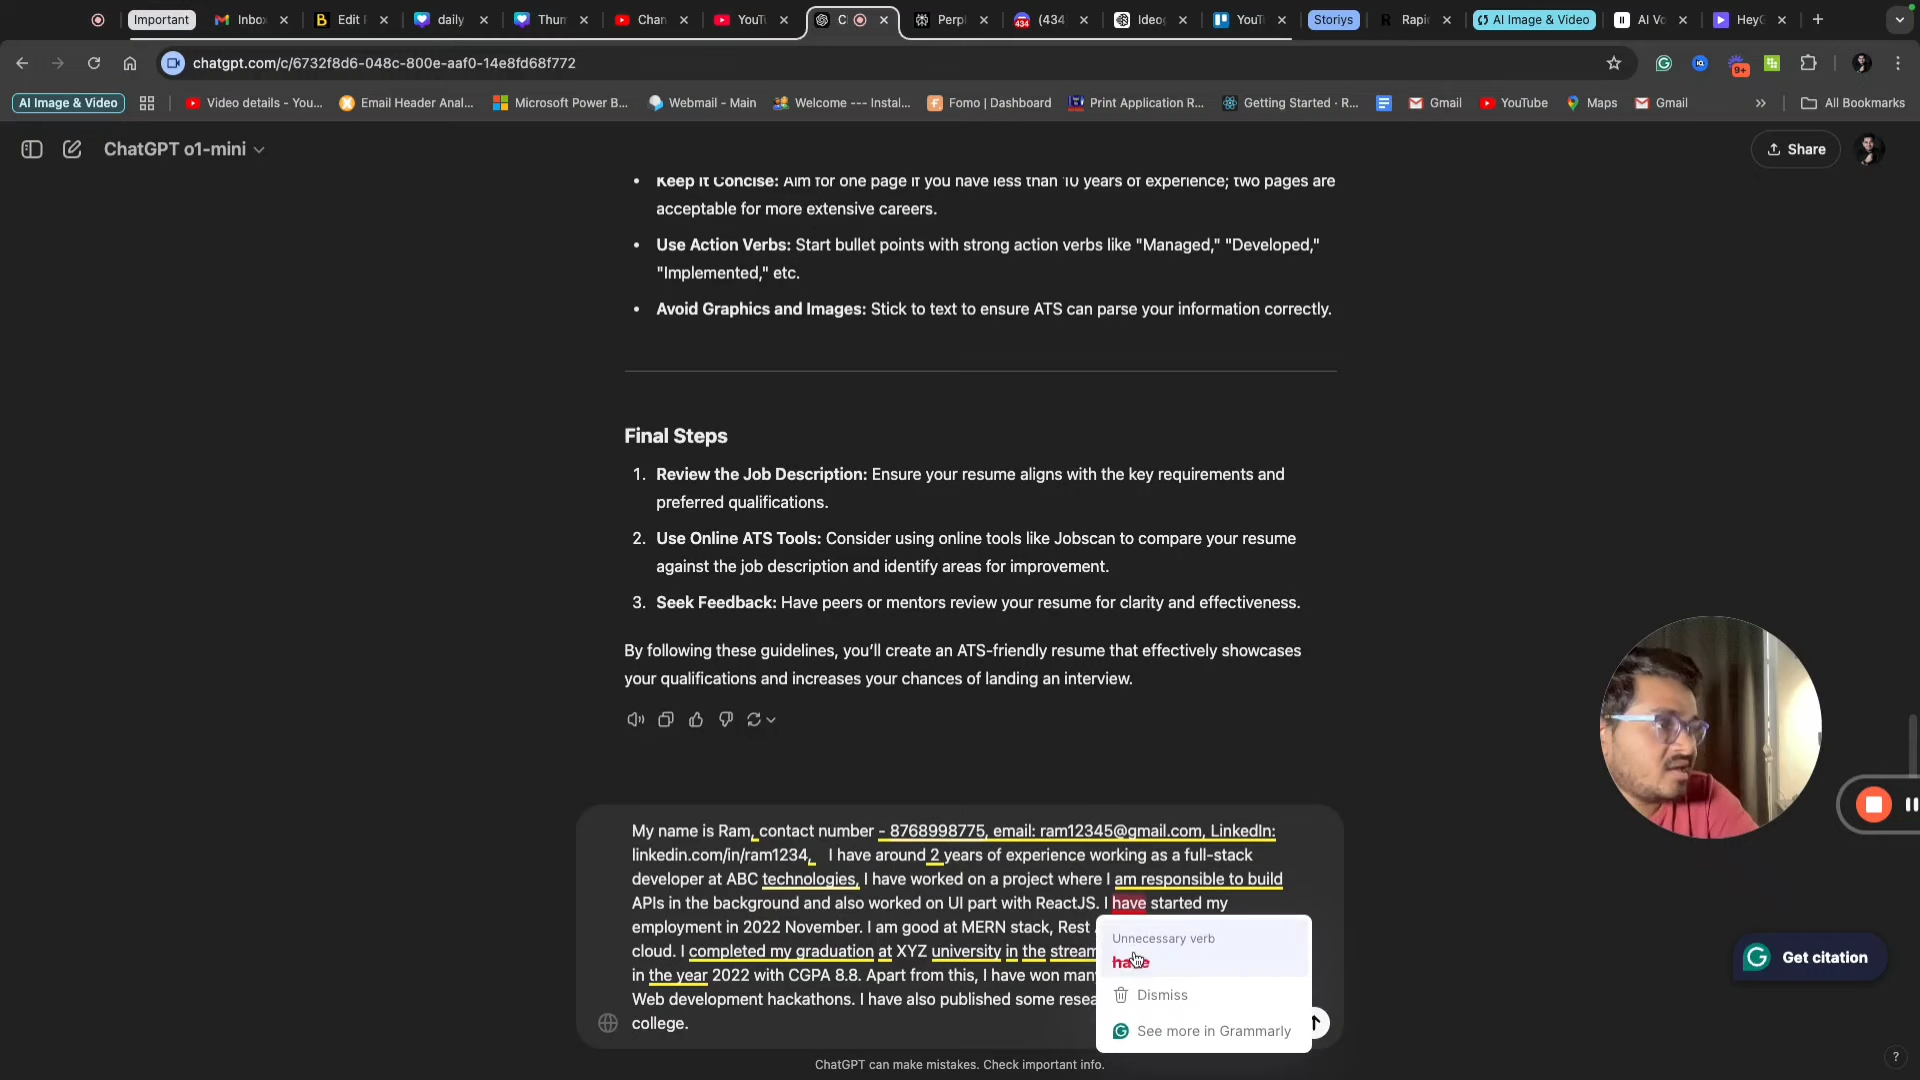 Important
Inbo
Edit
daily
Thun
Chan
YouT
C
Perp
(434
Ideog
YouT
Storiys
Rapi
AI Image & Video
AI Vo
HeyG
chatgpt.com/c/6732f8d6-048c-800e-aaf0-14e8fd68f772
9+
AI Image & Video
Video details - You...
Email Header Anal...
Microsoft Power B...
Webmail - Main
Welcome --- Instal...
Fomo | Dashboard
Print Application R...
Getting Started · R...
Gmail
YouTube
Maps
Gmail
All Bookmarks
ChatGPT o1-mini
Share
• Keep It Concise: Aim for one page if you have less than 10 years of experience; two pages are
acceptable for more extensive careers.
• Use Action Verbs: Start bullet points with strong action verbs like "Managed," "Developed,"
"Implemented," etc.
• Avoid Graphics and Images: Stick to text to ensure ATS can parse your information correctly.
Final Steps
1. Review the Job Description: Ensure your resume aligns with the key requirements and
preferred qualifications.
2. Use Online ATS Tools: Consider using online tools like Jobscan to compare your resume
against the job description and identify areas for improvement.
3. Seek Feedback: Have peers or mentors review your resume for clarity and effectiveness.
By following these guidelines, you’ll create an ATS-friendly resume that effectively showcases
your qualifications and increases your chances of landing an interview.
My name is Ram, contact number - 8768998775, email: ram12345@gmail.com, LinkedIn:
linkedin.com/in/ram1234, I have around 2 years of experience working as a full-stack
developer at ABC technologies, I have worked on a project where I am responsible to build
APIs in the background and also worked on UI part with ReactJS. I have started my
employment in 2022 November. I am good at MERN stack, Rest
cloud. I completed my graduation at XYZ university in the stream
in the year 2022 with CGPA 8.8. Apart from this, I have won man
Web development hackathons. I have also published some resea
college.
Unnecessary verb
have
Dismiss
See more in Grammarly
Get citation
ChatGPT can make mistakes. Check important info.
?